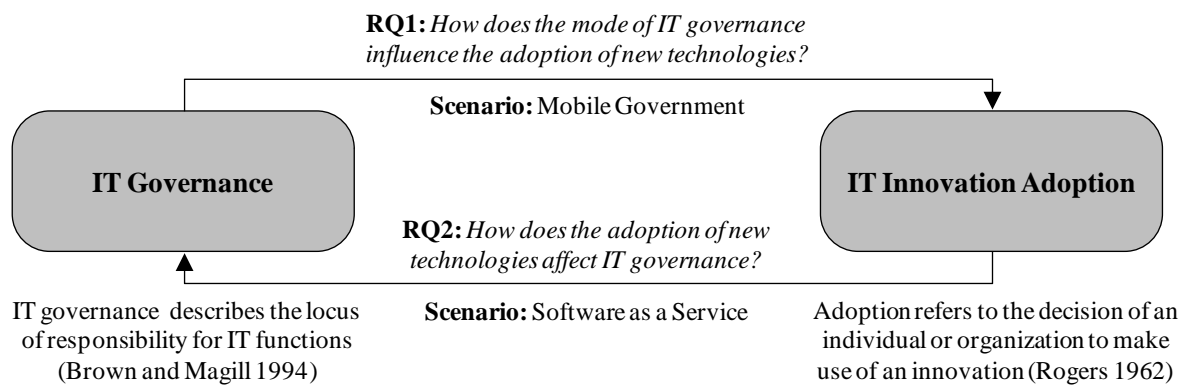 RQ1: How does the mode of IT governance
influence the adoption of new technologies?
Scenario: Mobile Government
IT Governance
IT Innovation Adoption
RQ2: How does the adoption of new
technologies affect IT governance?
Scenario: Software as a Service
IT governance describes the locus
of responsibility for IT functions
(Brown and Magill 1994)
Adoption refers to the decision of an
individual or organization to make
use of an innovation (Rogers 1962)